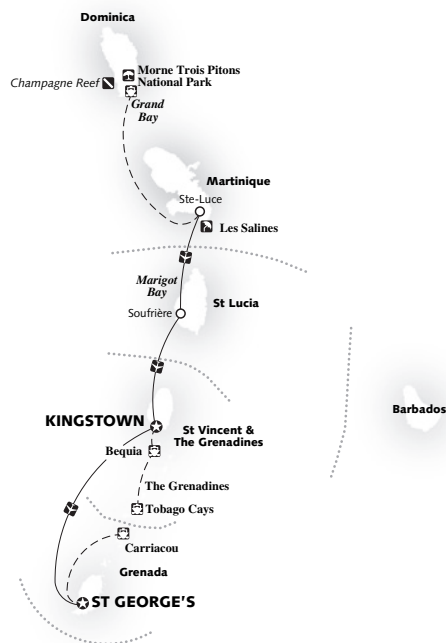 Dominica
Morne Trois Pitons
National Park
Champagne Reef
Grand
Bay
Martinique
Ste-Luce
Les Salines
Marigot
Bay
St Lucia
Soufrière
Barbados
KINGSTOWN
St Vincent &
The Grenadines
Bequia
The Grenadines
Tobago Cays
Carriacou
Grenada
ST GEORGE'S